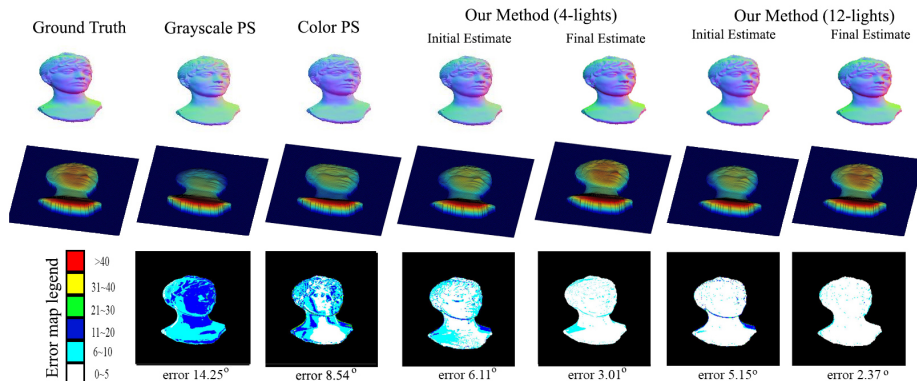 Ground Truth
Grayscale PS
Color PS
Our Method (4-lights)
Initial Estimate
Final Estimate
Our Method (12-lights)
Initial Estimate
Final Estimate
Error map legend
>40
31~40
21~30
11~20
6~10
0~5
error 14.25°
error 8.54°
error 6.11°
error 3.01°
error 5.15°
error 2.37°